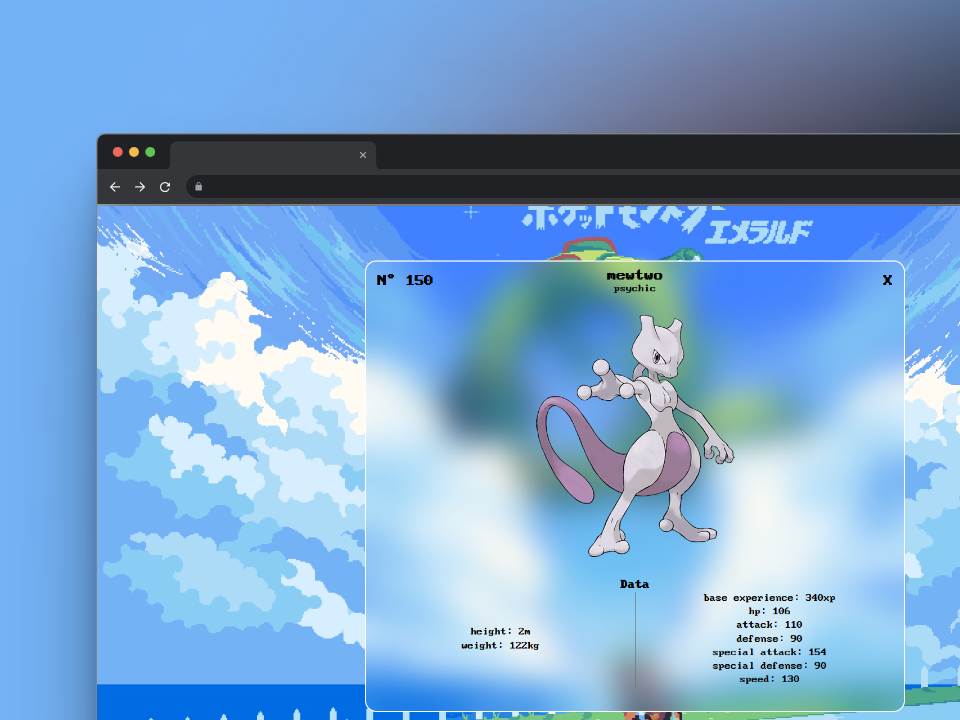 ポケットモンスター
エメラルド
N° 150
mewtwo
psychic
X
Data
height: 2m
weight: 122kg
base experience: 340xp
hp: 106
attack: 110
defense: 90
special attack: 154
special defense: 90
speed: 130